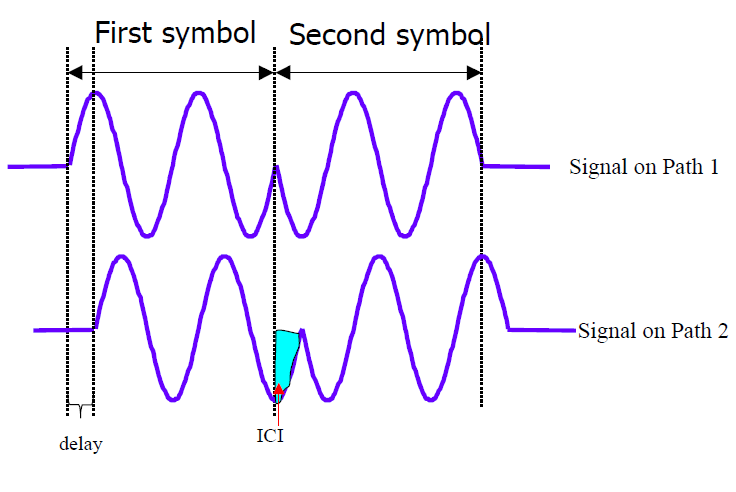 First symbol
Second symbol
Signal on Path 1
Signal on Path 2
delay
ICI